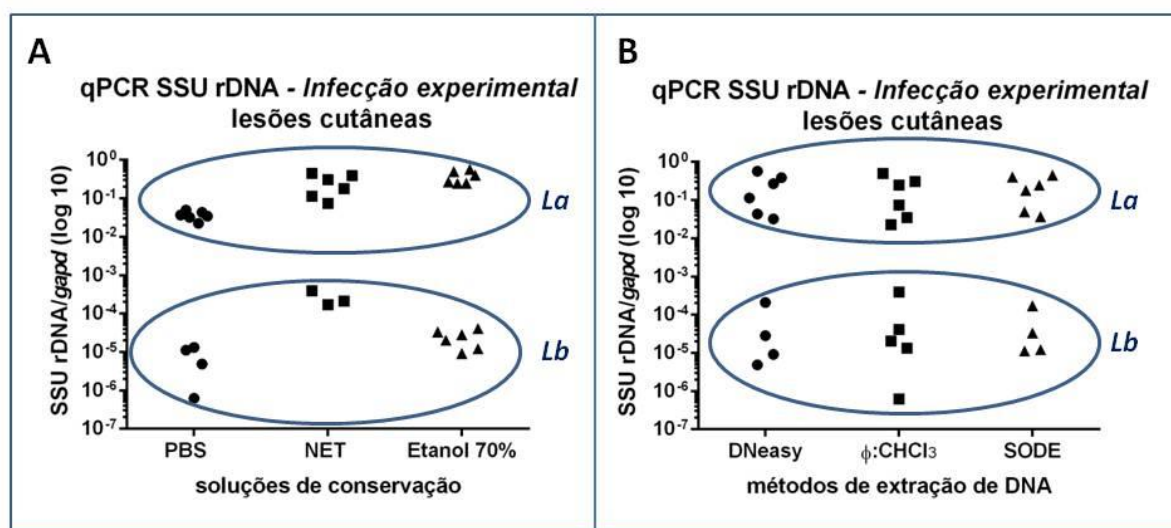 A
qPCR SSU rDNA - Infecção experimental
lesões cutâneas
SSU rDNA/gapd (log 10)
10⁰
10⁻¹
10⁻²
10⁻³
10⁻⁴
10⁻⁵
10⁻⁶
10⁻⁷
La
Lb
PBS NET Etanol 70%
soluções de conservação
B
qPCR SSU rDNA - Infecção experimental
lesões cutâneas
SSU rDNA/gapd (log 10)
10⁰
10⁻¹
10⁻²
10⁻³
10⁻⁴
10⁻⁵
10⁻⁶
10⁻⁷
La
Lb
DNeasy ϕ:CHCl₃ SODE
métodos de extração de DNA